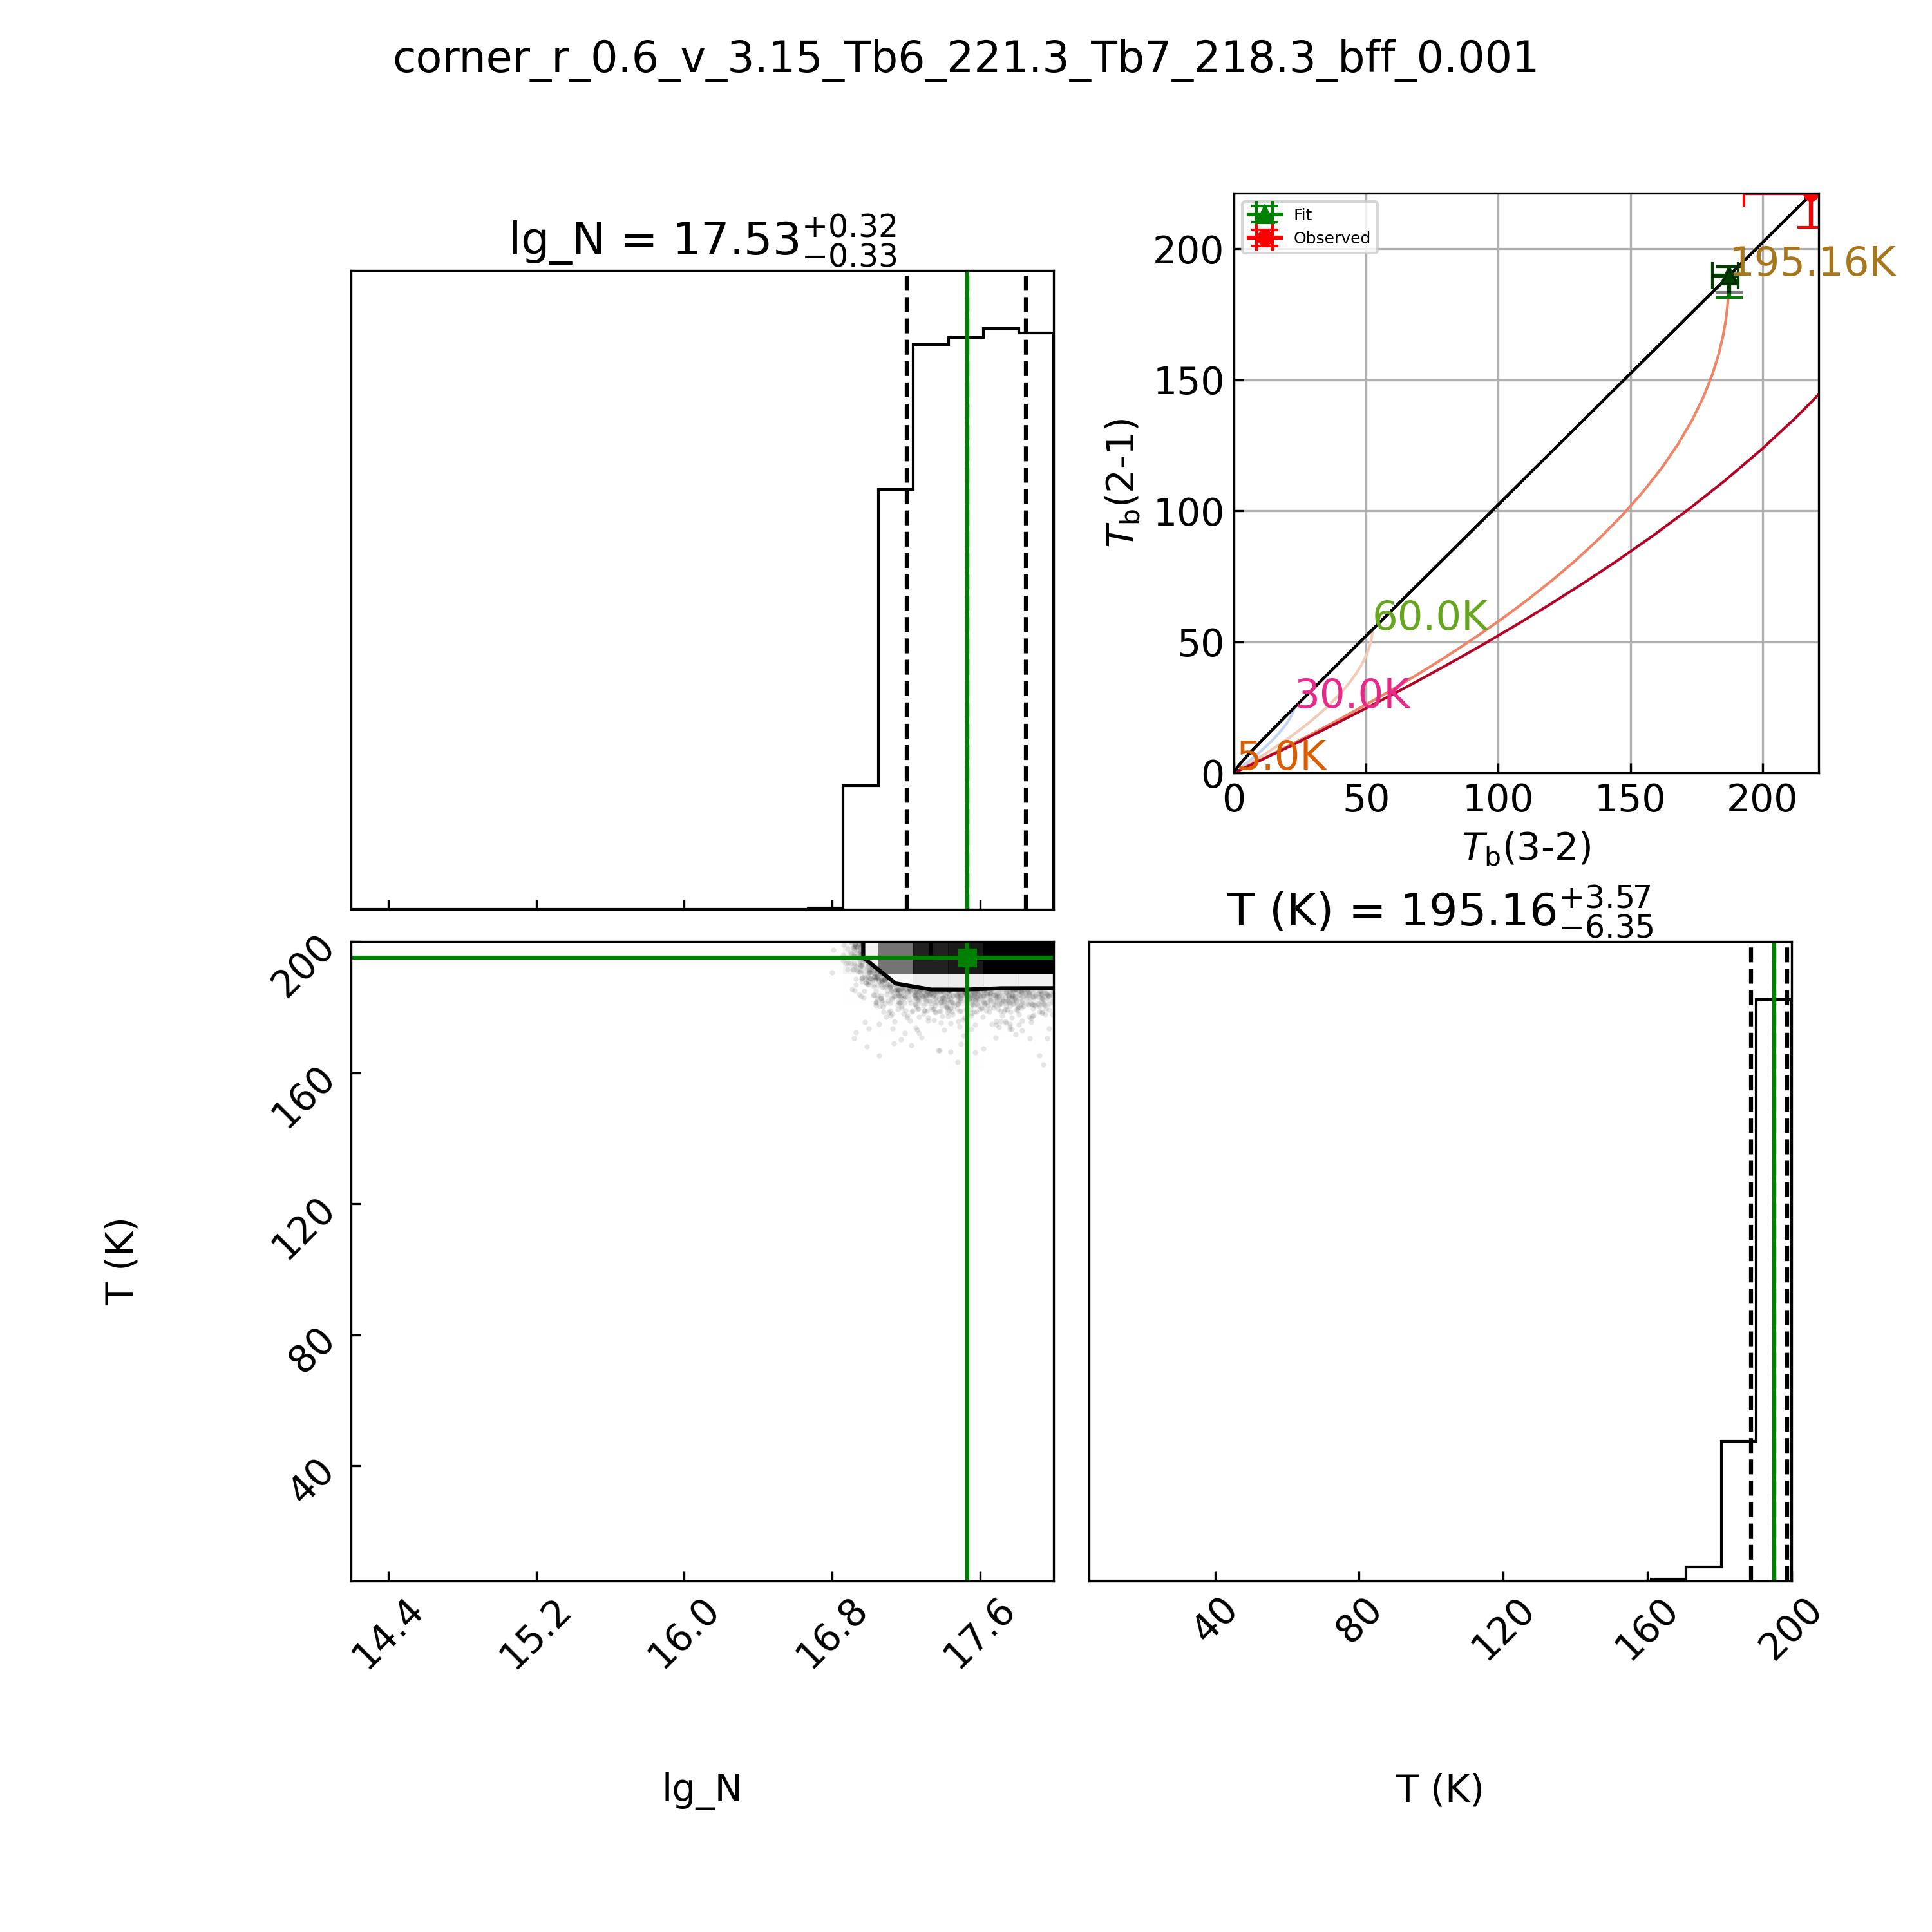 corner_r_0.6_v_3.15_Tb6_221.3_Tb7_218.3_bff_0.001
lg_N = 17.53+0.32−0.33
Fit
Observed
200
150
100
50
0
195.16K
60.0K
30.0K
5.0K
Tb(2-1)
0 50 100 150 200
Tb(3-2)
T (K) = 195.16+3.57−6.35
200
160
120
80
40
T (K)
14.4 15.2 16.0 16.8 17.6
40 80 120 160 200
lg_N
T (K)